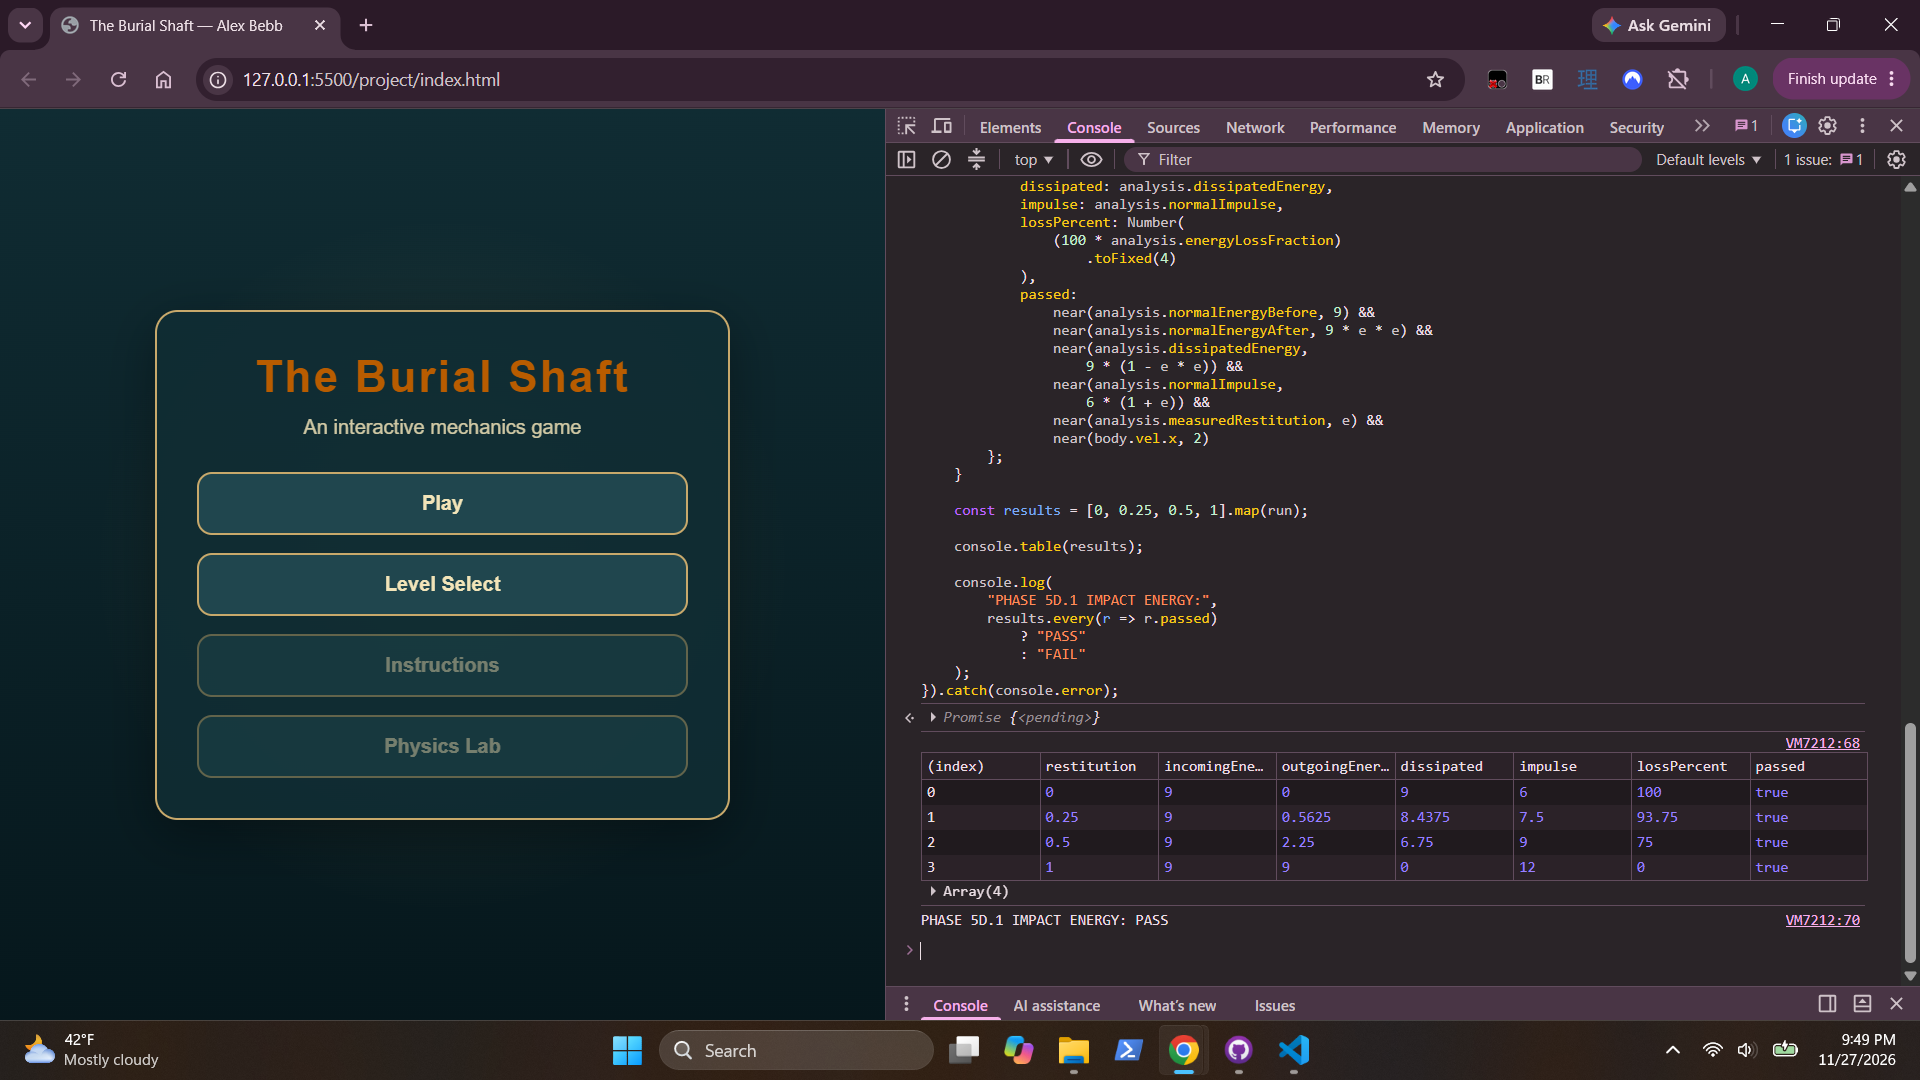 The Burial Shaft — Alex Bebb
Ask Gemini
127.0.0.1:5500/project/index.html
BR
理
A
Finish update
The Burial Shaft
An interactive mechanics game
Play
Level Select
Instructions
Physics Lab
Elements Console Sources Network Performance Memory Application Security 1
top Filter Default levels 1 issue: 1
dissipated: analysis.dissipatedEnergy,
impulse: analysis.normalImpulse,
lossPercent: Number(
(100 * analysis.energyLossFraction)
.toFixed(4)
),
passed:
near(analysis.normalEnergyBefore, 9) &&
near(analysis.normalEnergyAfter, 9 * e * e) &&
near(analysis.dissipatedEnergy,
9 * (1 - e * e)) &&
near(analysis.normalImpulse,
6 * (1 + e)) &&
near(analysis.measuredRestitution, e) &&
near(body.vel.x, 2)
};
}
const results = [0, 0.25, 0.5, 1].map(run);
console.table(results);
console.log(
"PHASE 5D.1 IMPACT ENERGY:",
results.every(r => r.passed)
? "PASS"
: "FAIL"
);
}).catch(console.error);
Promise {<pending>}
VM7212:68
(index) restitution incomingEne... outgoingEner... dissipated impulse lossPercent passed
0 0 9 0 9 6 100 true
1 0.25 9 0.5625 8.4375 7.5 93.75 true
2 0.5 9 2.25 6.75 9 75 true
3 1 9 9 0 12 0 true
Array(4)
PHASE 5D.1 IMPACT ENERGY: PASS VM7212:70
Console AI assistance What's new Issues
42°F
Mostly cloudy
Search
9:49 PM
11/27/2026